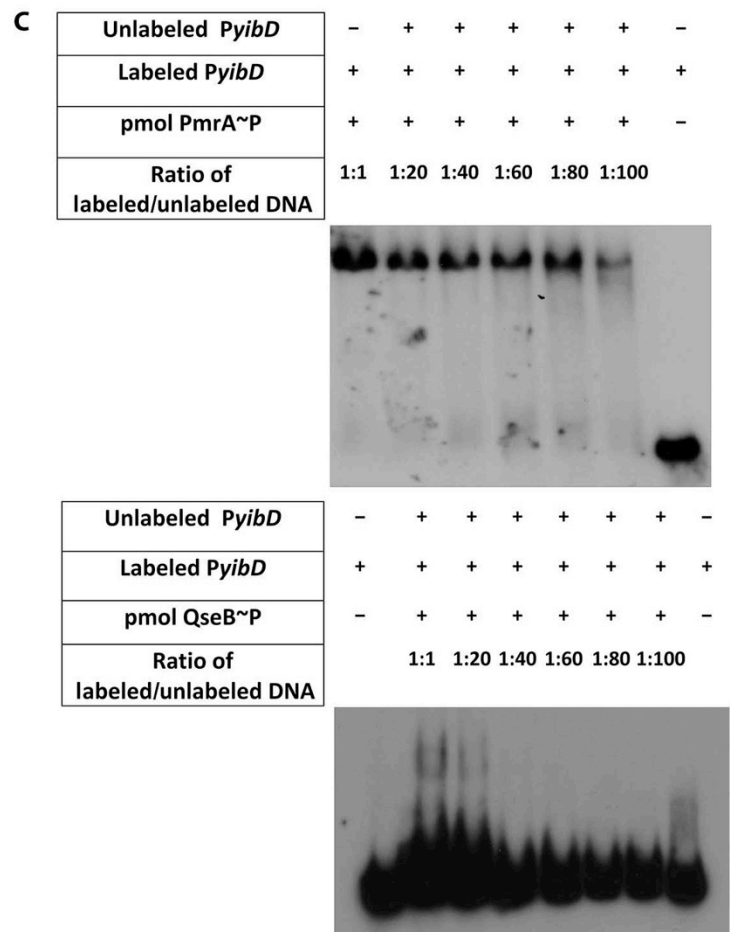 C
Unlabeled PyibD – + + + + + –
Labeled PyibD + + + + + + +
pmol PmrA~P + + + + + + –
Ratio of 1:1 1:20 1:40 1:60 1:80 1:100
labeled/unlabeled DNA
Unlabeled PyibD – + + + + + + –
Labeled PyibD + + + + + + + +
pmol QseB~P – + + + + + + –
Ratio of 1:1 1:20 1:40 1:60 1:80 1:100
labeled/unlabeled DNA